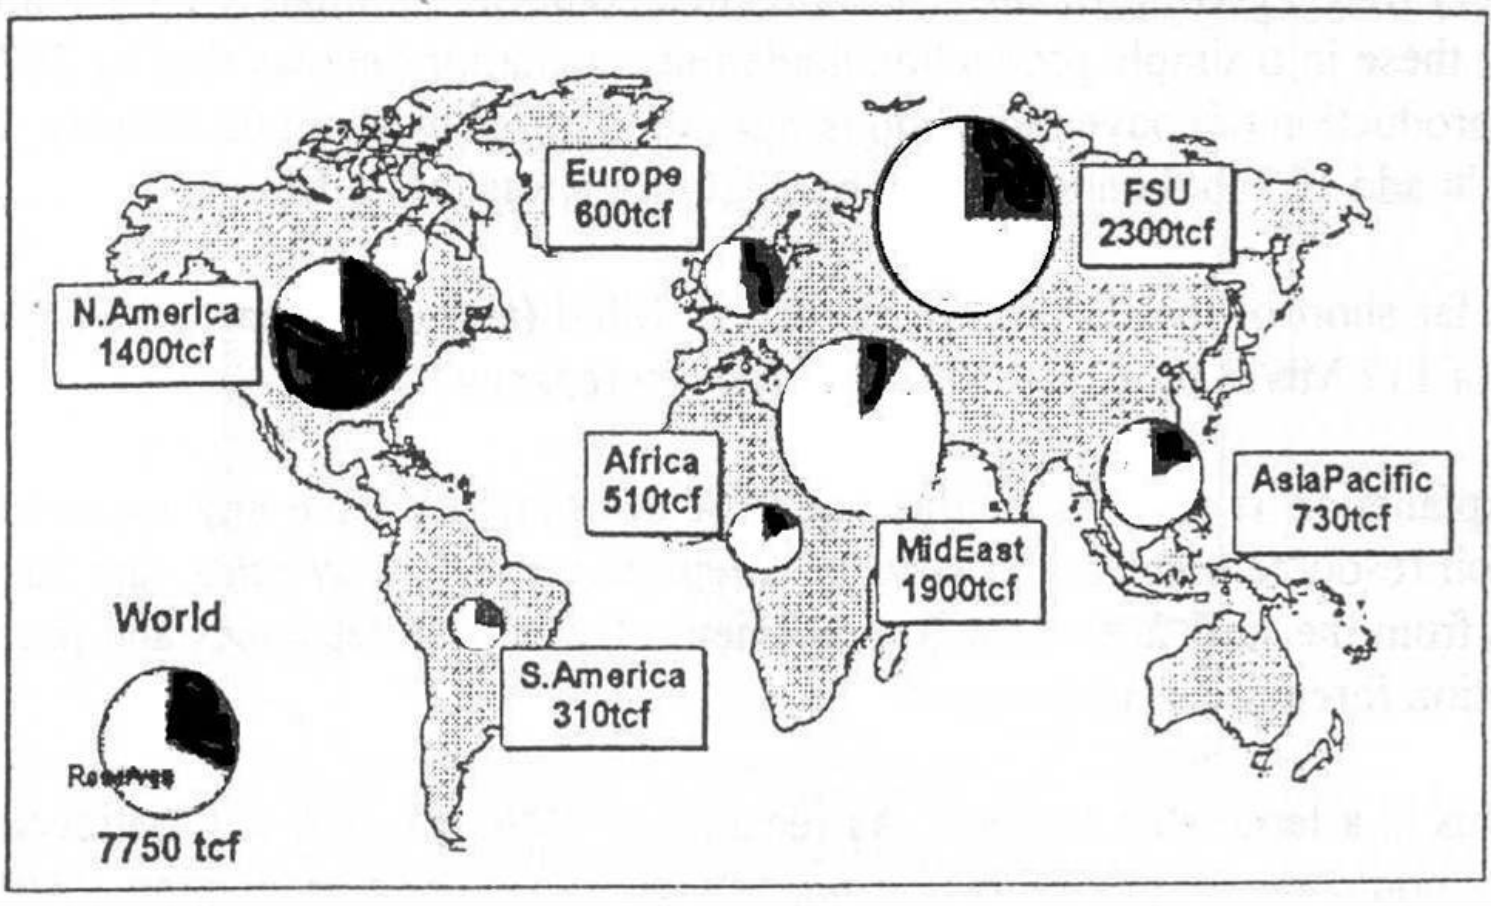 Europe
600tcf
FSU
2300tcf
N.America
1400tcf
Africa
510tcf
AsiaPacific
730tcf
MidEast
1900tcf
World
S.America
310tcf
Reserves
7750 tcf